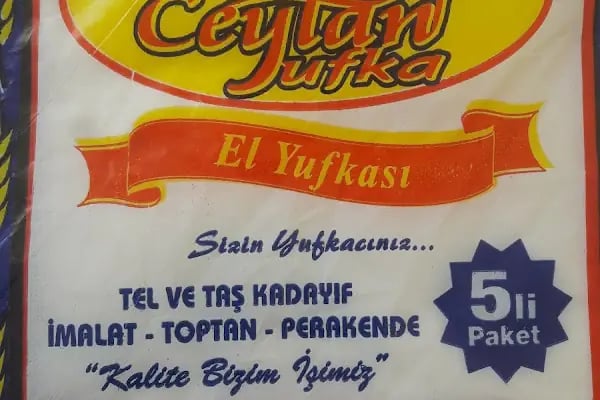 Ceylan
Yufka
El Yufkası
Sizin Yufkacınız...
TEL VE TAŞ KADAYIF
İMALAT - TOPTAN - PERAKENDE
"Kalite Bizim İşimiz"
5li
Paket